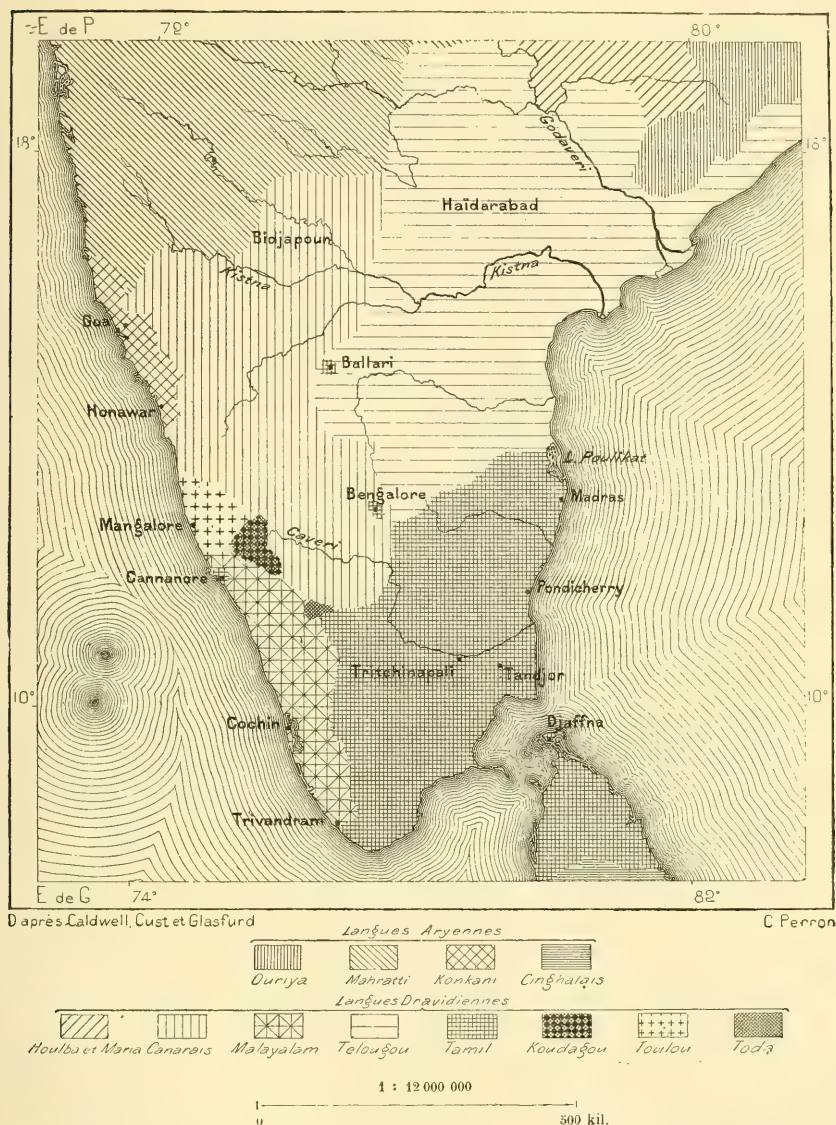 E de P 72° 80°
18° 16°
Godaveri
Haïdarabad
Bidjapour
Kistna Kistna
Goa
Ballari
Honawar
L. Poulikat
Bengalore
Madras
Mangalore
Caveri
Cannanore
Pondicherry
Tritchinapali Tandjor
10° 10°
Cochin
Djaffna
Trivandram
E de G 74° 82°
D'après Caldwell, Cust et Glasfurd C Perron
Langues Aryennes
Ouriya Mahratti Konkani Cinghalais
Langues Dravidiennes
Houlba et Maria Canarais Malayalam Telougou Tamil Koudagou Toulou Toda
1 : 12 000 000
0 500 kil.